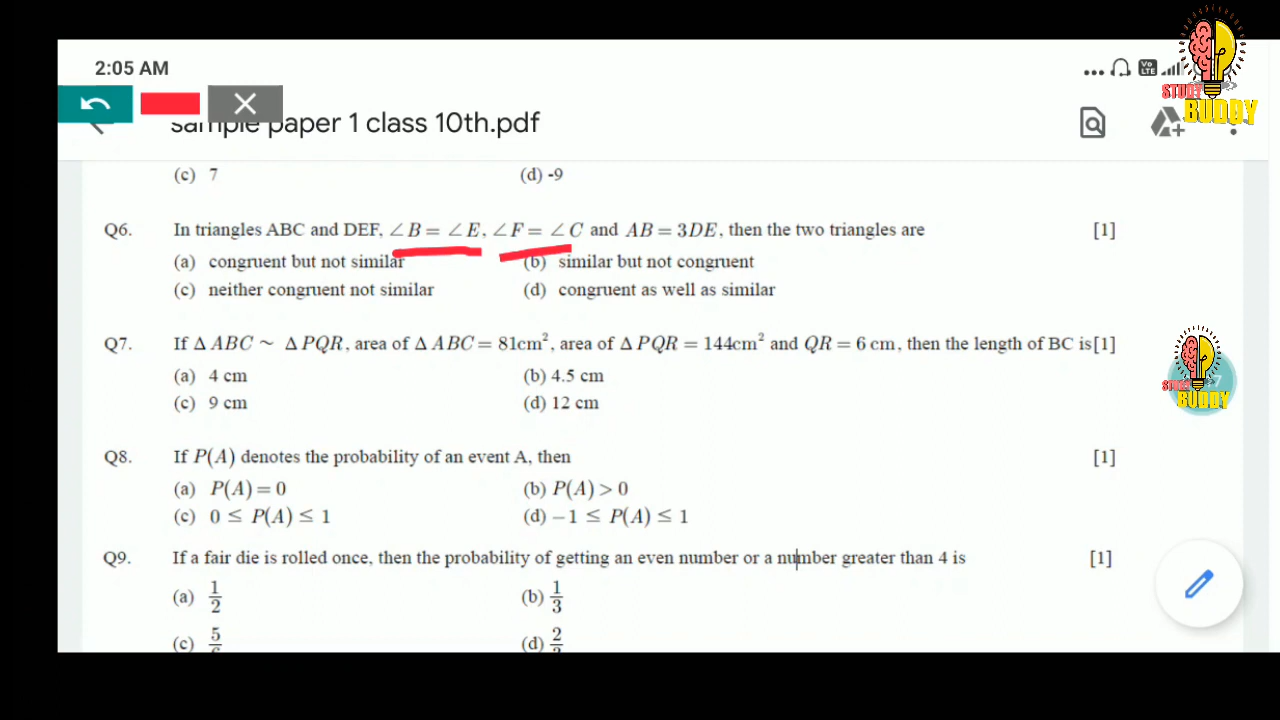 2:05 AM
Vo LTE
STUDY BUDDY
sample paper 1 class 10th.pdf
(c) 7 (d) -9
Q6. In triangles ABC and DEF, ∠B = ∠E, ∠F = ∠C and AB = 3DE, then the two triangles are [1]
(a) congruent but not similar (b) similar but not congruent
(c) neither congruent not similar (d) congruent as well as similar
Q7. If Δ ABC ~ Δ PQR, area of Δ ABC = 81cm², area of Δ PQR = 144cm² and QR = 6 cm, then the length of BC is[1]
(a) 4 cm (b) 4.5 cm
(c) 9 cm (d) 12 cm
STUDY BUDDY
Q8. If P(A) denotes the probability of an event A, then [1]
(a) P(A) = 0 (b) P(A) > 0
(c) 0 ≤ P(A) ≤ 1 (d) −1 ≤ P(A) ≤ 1
Q9. If a fair die is rolled once, then the probability of getting an even number or a number greater than 4 is [1]
(a) 1/2 (b) 1/3
(c) 5 (d) 2